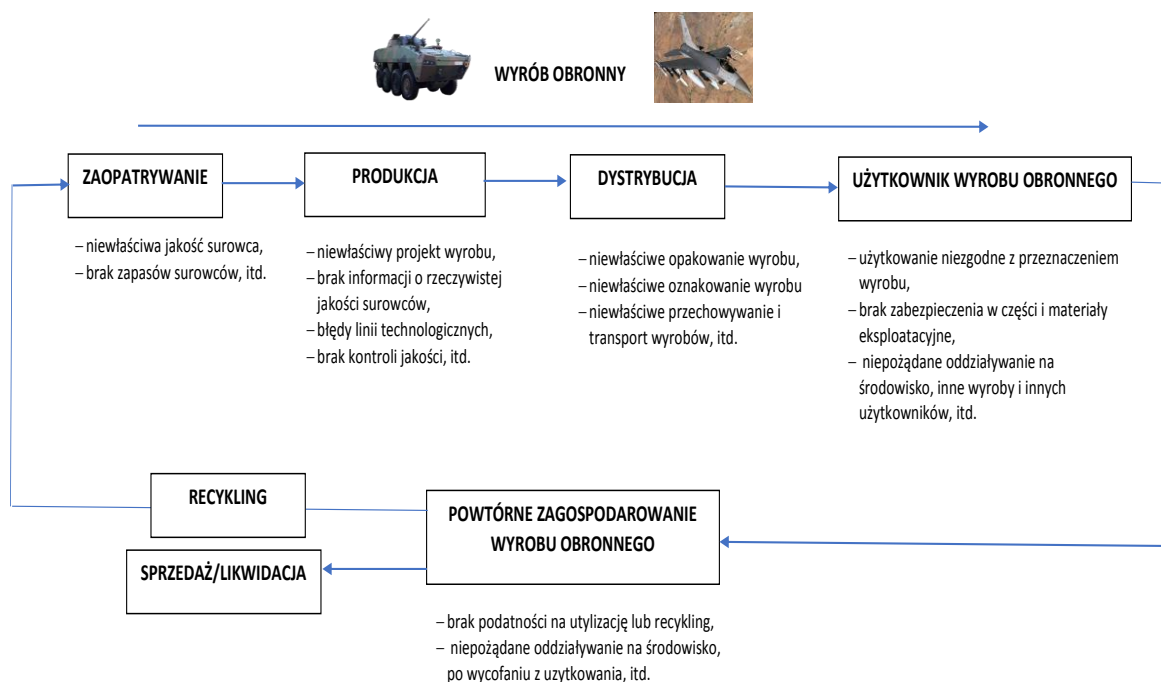 WYRÓB OBRONNY
ZAOPATRYWANIE
– niewłaściwa jakość surowca,
– brak zapasów surowców, itd.
PRODUKCJA
– niewłaściwy projekt wyrobu,
– brak informacji o rzeczywistej
jakości surowców,
– błędy linii technologicznych,
– brak kontroli jakości, itd.
DYSTRYBUCJA
– niewłaściwe opakowanie wyrobu,
– niewłaściwe oznakowanie wyrobu
– niewłaściwe przechowywanie i
transport wyrobów, itd.
UŻYTKOWNIK WYROBU OBRONNEGO
– użytkowanie niezgodne z przeznaczeniem
wyrobu,
– brak zabezpieczenia w części i materiały
eksploatacyjne,
– niepożądane oddziaływanie na
środowisko, inne wyroby i innych
użytkowników, itd.
RECYKLING
SPRZEDAŻ/LIKWIDACJA
POWTÓRNE ZAGOSPODAROWANIE
WYROBU OBRONNEGO
– brak podatności na utylizację lub recykling,
– niepożądane oddziaływanie na środowisko,
po wycofaniu z uzytkowania, itd.